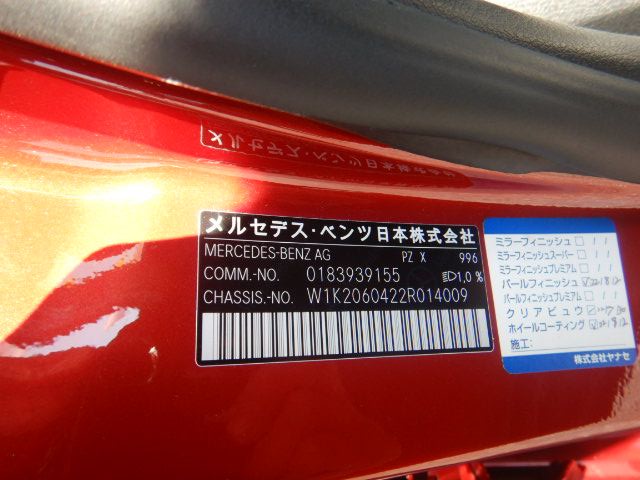 メルセデス・ベンツ日本株式会社
MERCEDES-BENZ AG PZ X 996
COMM.-NO. 0183939155 1,0 %
CHASSIS.-NO. W1K2060422R014009
ミラーフィニッシュ □ / /
ミラーフィニッシュスーパー □ / /
ミラーフィニッシュプレミアム □ / /
パールフィニッシュ ☑
パールフィニッシュプレミアム □ / /
クリアビュウ ☑
ホイールコーティング ☑
施工:
株式会社ヤナセ